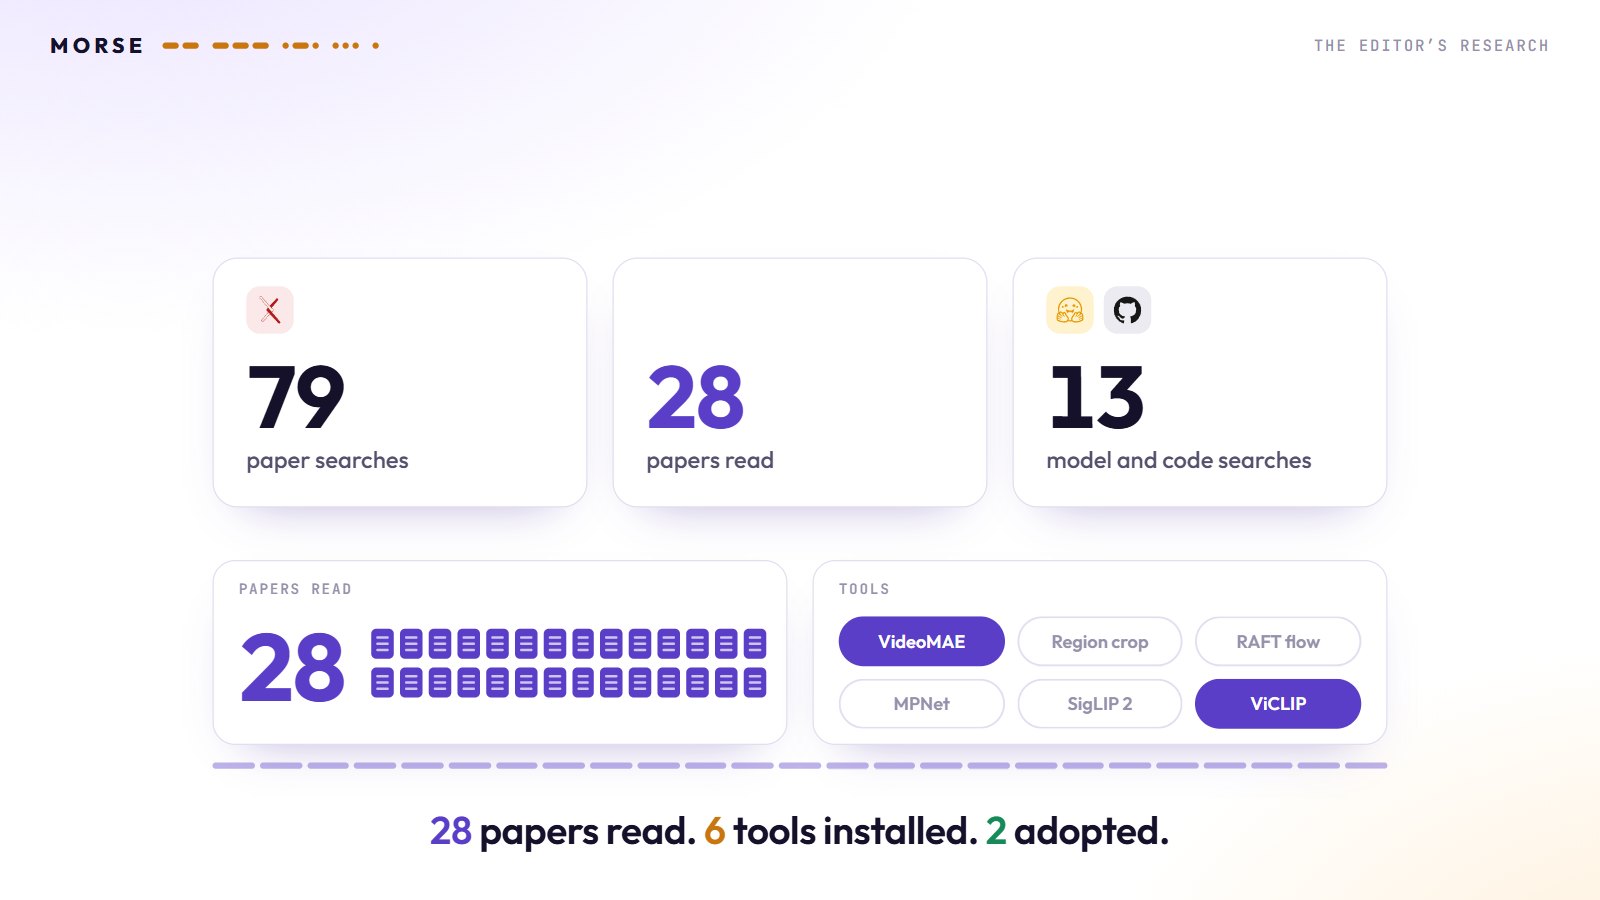 MORSE
THE EDITOR’S RESEARCH
79
paper searches
28
papers read
13
model and code searches
PAPERS READ
28
TOOLS
VideoMAE
Region crop
RAFT flow
MPNet
SigLIP 2
ViCLIP
28 papers read. 6 tools installed. 2 adopted.